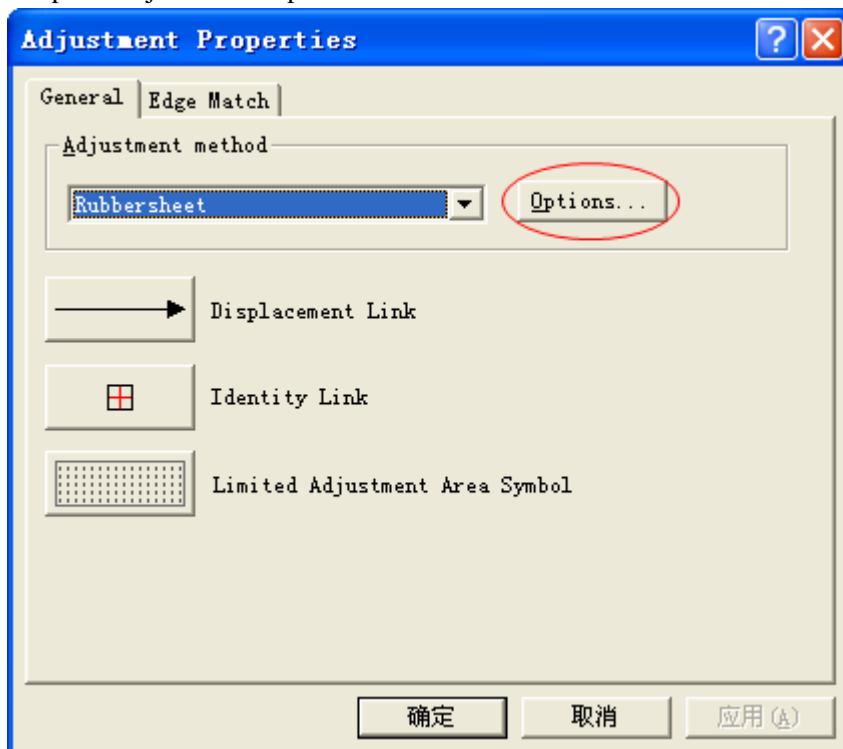 Adjustment Properties
General Edge Match
Adjustment method
Rubbersheet Options...
Displacement Link
Identity Link
Limited Adjustment Area Symbol
确定 取消 应用(A)